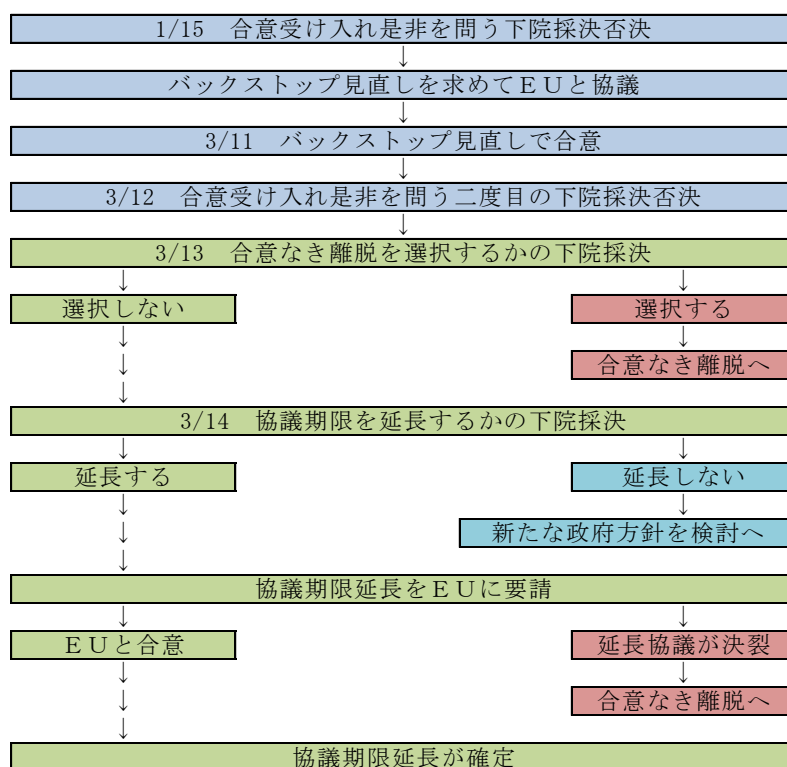 1/15 合意受け入れ是非を問う下院採決否決
↓
バックストップ見直しを求めてＥＵと協議
↓
3/11 バックストップ見直しで合意
↓
3/12 合意受け入れ是非を問う二度目の下院採決否決
↓
3/13 合意なき離脱を選択するかの下院採決
↓ ↓
選択しない 選択する
↓ ↓
↓ 合意なき離脱へ
↓
3/14 協議期限を延長するかの下院採決
↓ ↓
延長する 延長しない
↓ ↓
↓ 新たな政府方針を検討へ
↓
協議期限延長をＥＵに要請
↓ ↓
ＥＵと合意 延長協議が決裂
↓ ↓
↓ 合意なき離脱へ
↓
協議期限延長が確定